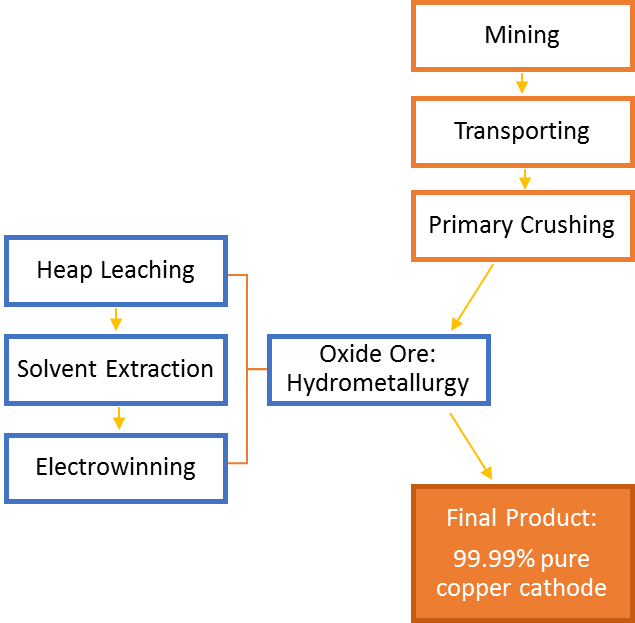 Mining
Transporting
Primary Crushing
Heap Leaching
Solvent Extraction
Electrowinning
Oxide Ore:
Hydrometallurgy
Final Product:
99.99% pure
copper cathode